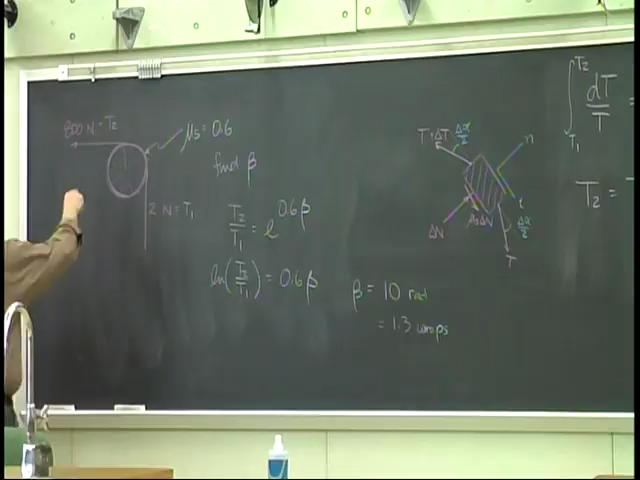 800 N = T₂
μs = 0.6
find β
2 N = T₁
T₂/T₁ = e^0.6β
ln(T₂/T₁) = 0.6β
β = 10 rad
= 1.3 wraps
T+ΔT
Δα/2
n
t
ΔN
μsΔN
Δα/2
T
∫ T₁ T₂ dT/T =
T₂ =